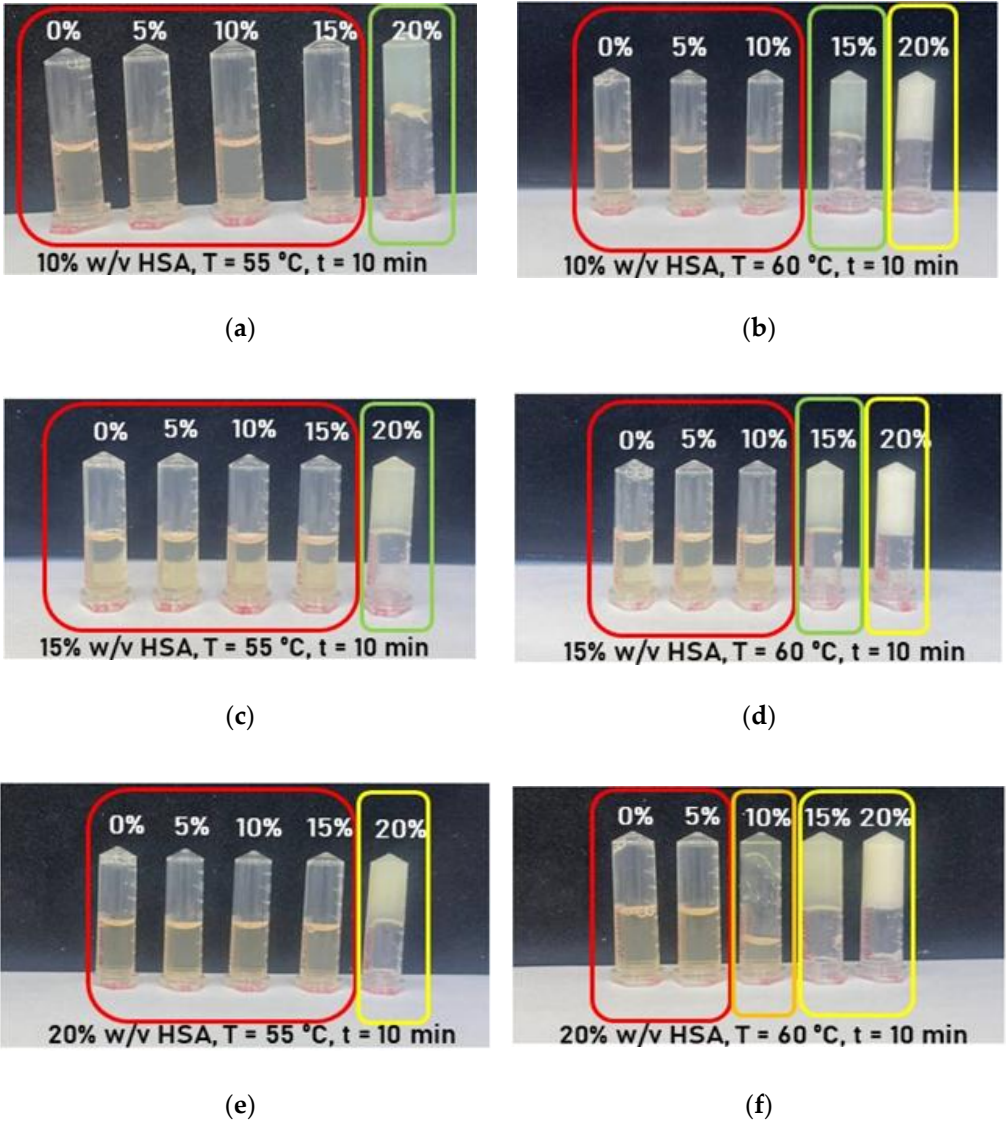 0% 5% 10% 15% 20%
10% w/v HSA, T = 55 °C, t = 10 min
(a)
0% 5% 10% 15% 20%
10% w/v HSA, T = 60 °C, t = 10 min
(b)
0% 5% 10% 15% 20%
15% w/v HSA, T = 55 °C, t = 10 min
(c)
0% 5% 10% 15% 20%
15% w/v HSA, T = 60 °C, t = 10 min
(d)
0% 5% 10% 15% 20%
20% w/v HSA, T = 55 °C, t = 10 min
(e)
0% 5% 10% 15% 20%
20% w/v HSA, T = 60 °C, t = 10 min
(f)